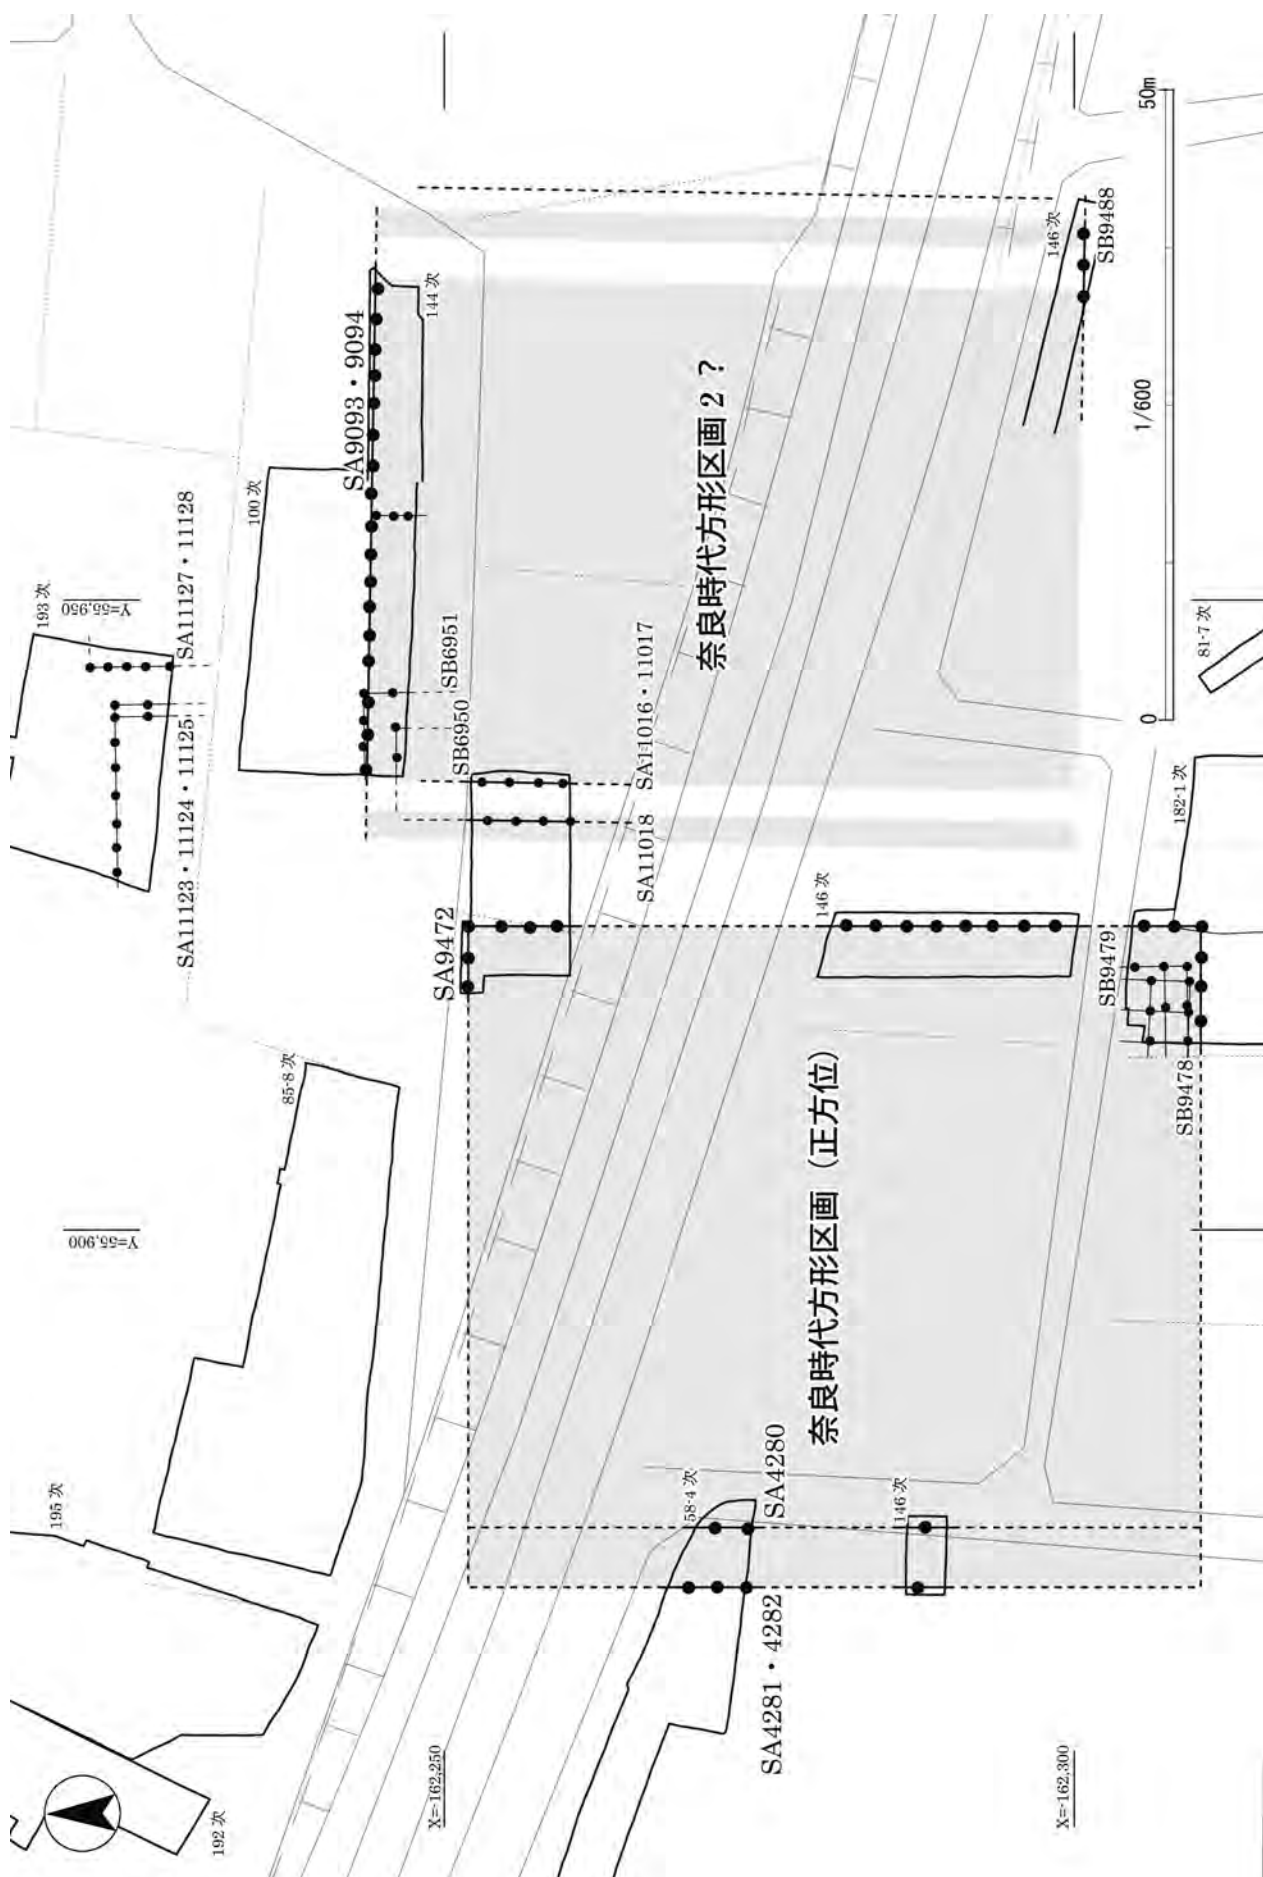 193次
Y=55,950
SA11127・11128
SA11123・11124・11125
100次
SA9093・9094
144次
SB6951
SB6950
SA11016・11017
SA11018
SA9472
奈良時代方形区画2？
146次
SB9488
50m
1/600
0
81-7次
182-1次
146次
SB9479
SB9478
85-8次
Y=55,900
奈良時代方形区画（正方位）
195次
58-4次
SA4280
146次
SA4281・4282
192次
X=-162,250
X=-162,300